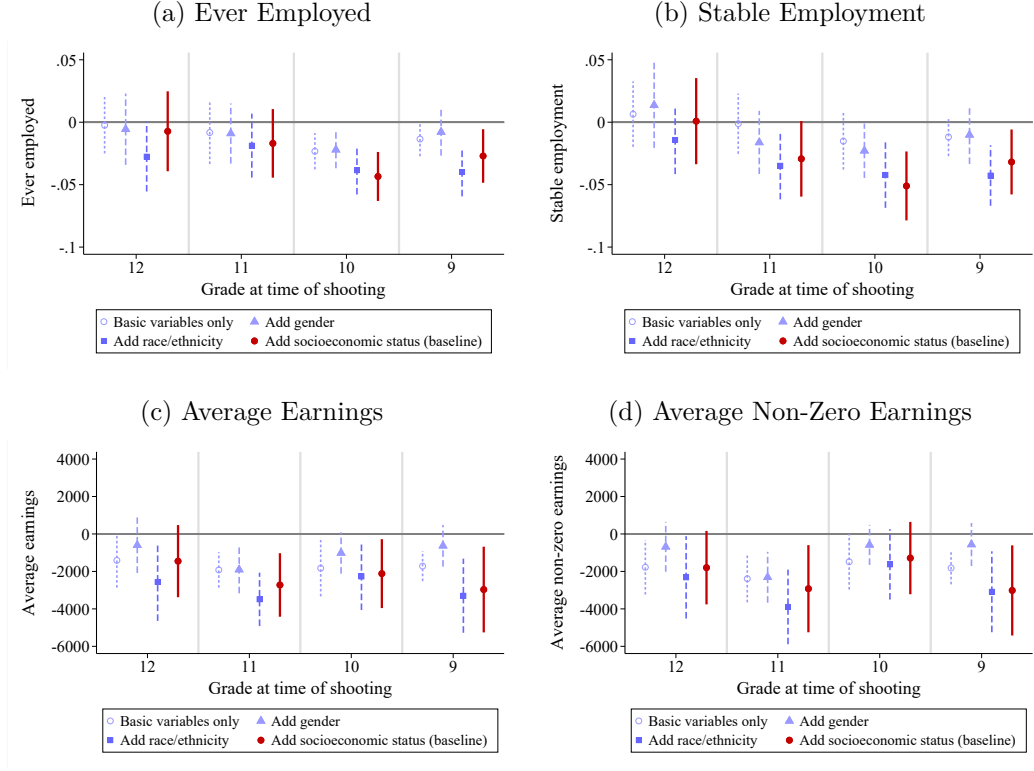 (a) Ever Employed
Ever employed
.05
0
-.05
-.1
12 11 10 9
Grade at time of shooting
Basic variables only Add gender
Add race/ethnicity Add socioeconomic status (baseline)
(b) Stable Employment
Stable employment
.05
0
-.05
-.1
12 11 10 9
Grade at time of shooting
Basic variables only Add gender
Add race/ethnicity Add socioeconomic status (baseline)
(c) Average Earnings
Average earnings
4000
2000
0
-2000
-4000
-6000
12 11 10 9
Grade at time of shooting
Basic variables only Add gender
Add race/ethnicity Add socioeconomic status (baseline)
(d) Average Non-Zero Earnings
Average non-zero earnings
4000
2000
0
-2000
-4000
-6000
12 11 10 9
Grade at time of shooting
Basic variables only Add gender
Add race/ethnicity Add socioeconomic status (baseline)